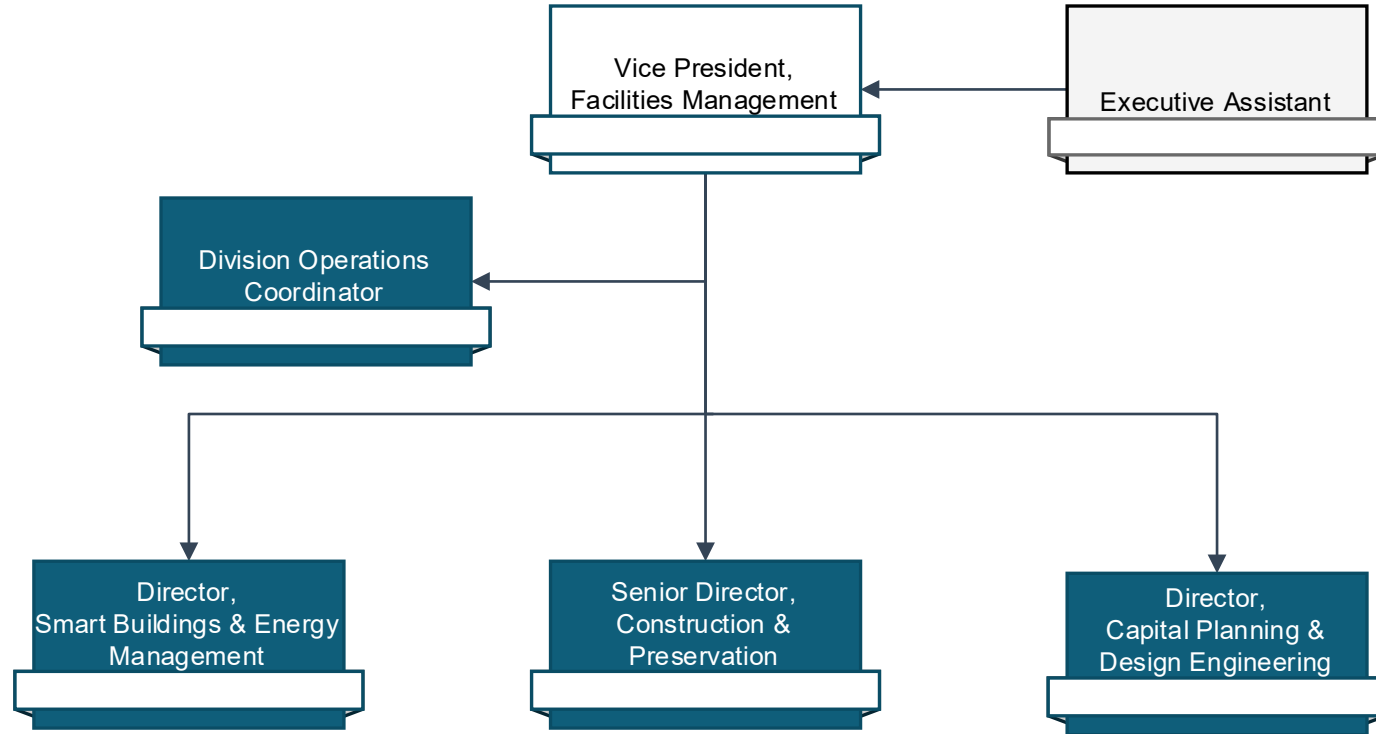 Vice President,
Facilities Management
Executive Assistant
Division Operations
Coordinator
Director,
Smart Buildings & Energy
Management
Senior Director,
Construction &
Preservation
Director,
Capital Planning &
Design Engineering